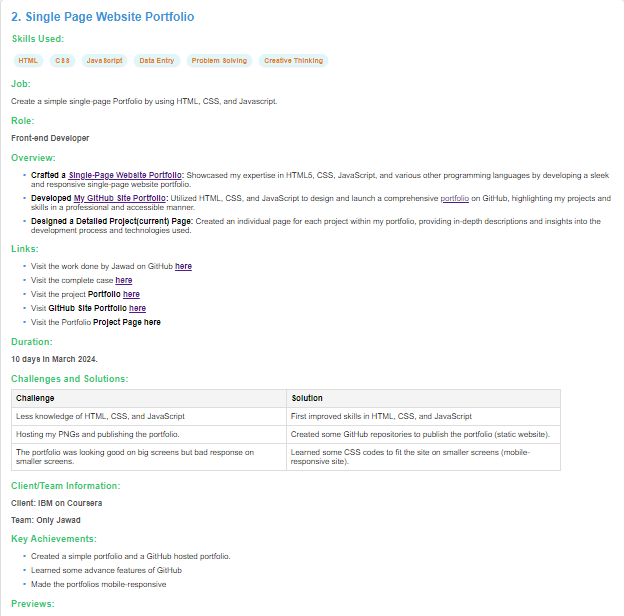 2. Single Page Website Portfolio
Skills Used:
HTML CSS JavaScript Data Entry Problem Solving Creative Thinking
Job:
Create a simple single-page Portfolio by using HTML, CSS, and Javascript.
Role:
Front-end Developer
Overview:
• Crafted a Single-Page Website Portfolio: Showcased my expertise in HTML5, CSS, JavaScript, and various other programming languages by developing a sleek
and responsive single-page website portfolio.
• Developed My GitHub Site Portfolio: Utilized HTML, CSS, and JavaScript to design and launch a comprehensive portfolio on GitHub, highlighting my projects and
skills in a professional and accessible manner.
• Designed a Detailed Project(current) Page: Created an individual page for each project within my portfolio, providing in-depth descriptions and insights into the
development process and technologies used.
Links:
• Visit the work done by Jawad on GitHub here
• Visit the complete case here
• Visit the project Portfolio here
• Visit GitHub Site Portfolio here
• Visit the Portfolio Project Page here
Duration:
10 days in March 2024.
Challenges and Solutions:
Challenge Solution
Less knowledge of HTML, CSS, and JavaScript First improved skills in HTML, CSS, and JavaScript
Hosting my PNGs and publishing the portfolio. Created some GitHub repositories to publish the portfolio (static website).
The portfolio was looking good on big screens but bad response on
smaller screens.
Learned some CSS codes to fit the site on smaller screens (mobile-
responsive site).
Client/Team Information:
Client: IBM on Coursera
Team: Only Jawad
Key Achievements:
• Created a simple portfolio and a GitHub hosted portfolio.
• Learned some advance features of GitHub
• Made the portfolios mobile-responsive
Previews: